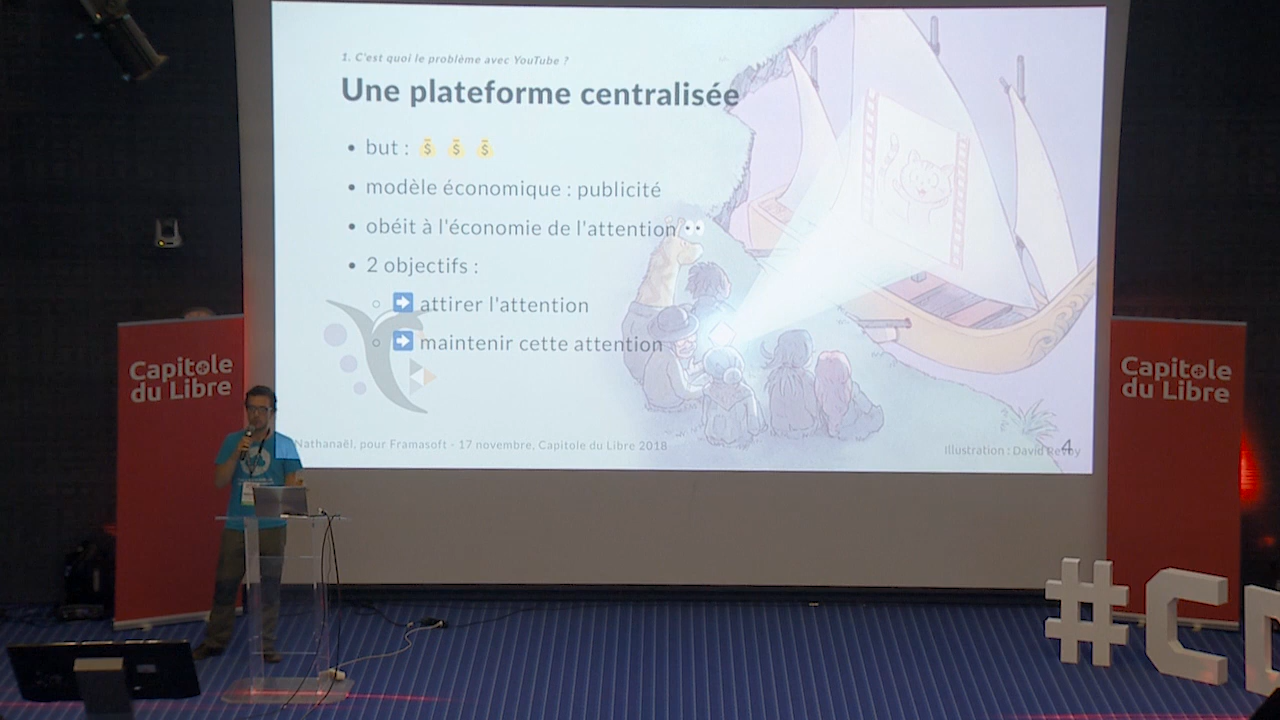 1. C'est quoi le problème avec YouTube ?
Une plateforme centralisée
• but : 💰 💰 💰
• modèle économique : publicité
• obéit à l'économie de l'attention 👀
• 2 objectifs :
○ ➡ attirer l'attention
○ ➡ maintenir cette attention
Nathanaël, pour Framasoft - 17 novembre, Capitole du Libre 2018
Illustration : David Revoy
4
Capitole
du Libre
Capitole
du Libre
#C